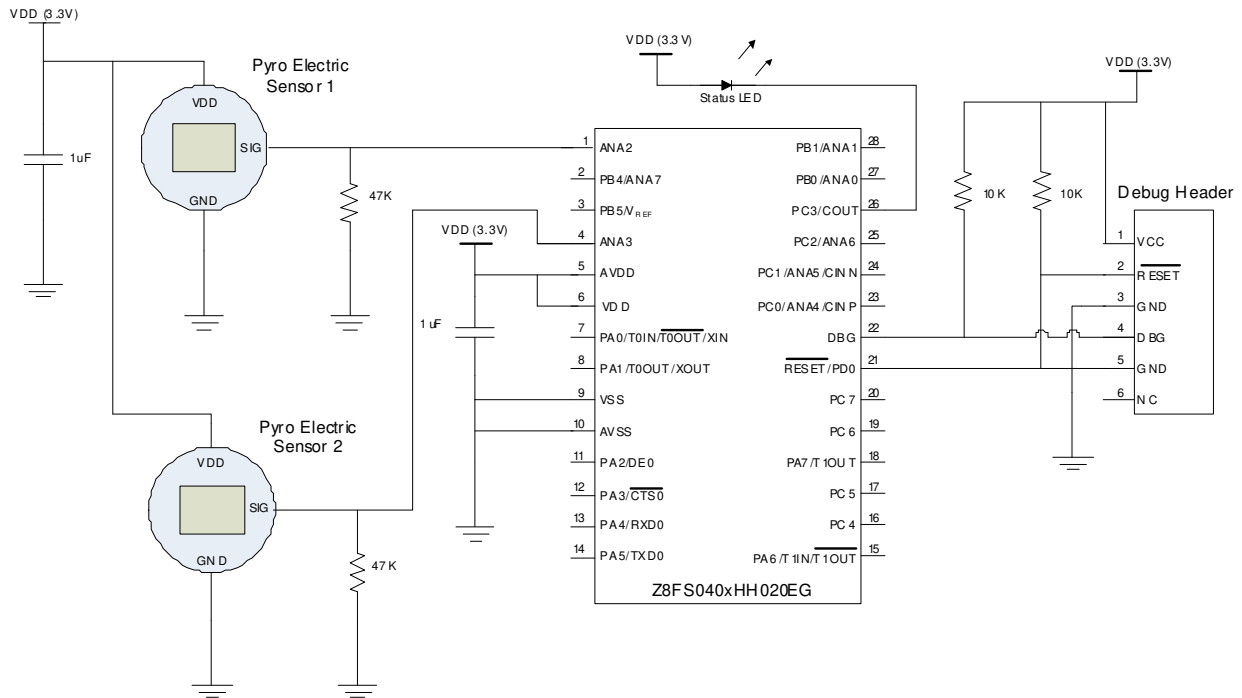 VDD (3.3V)
Pyro Electric
Sensor 1
VDD
SIG
GND
1uF
47K
VDD (3.3V)
Status LED
VDD (3.3V)
10K
10K
Debug Header
1 VCC
2 RESET
3 GND
4 DBG
5 GND
6 NC
VDD (3.3V)
1uF
1 ANA2
2 PB4/ANA7
3 PB5/VREF
4 ANA3
5 AVDD
6 VDD
7 PA0/T0IN/T0OUT/XIN
8 PA1/T0OUT/XOUT
9 VSS
10 AVSS
11 PA2/DE0
12 PA3/CTS0
13 PA4/RXD0
14 PA5/TXD0
PB1/ANA1 28
PB0/ANA0 27
PC3/COUT 26
PC2/ANA6 25
PC1/ANA5/CINN 24
PC0/ANA4/CINP 23
DBG 22
RESET/PD0 21
PC7 20
PC6 19
PA7/T1OUT 18
PC5 17
PC4 16
PA6/T1IN/T1OUT 15
Z8FS040xHH020EG
Pyro Electric
Sensor 2
VDD
SIG
GND
47K